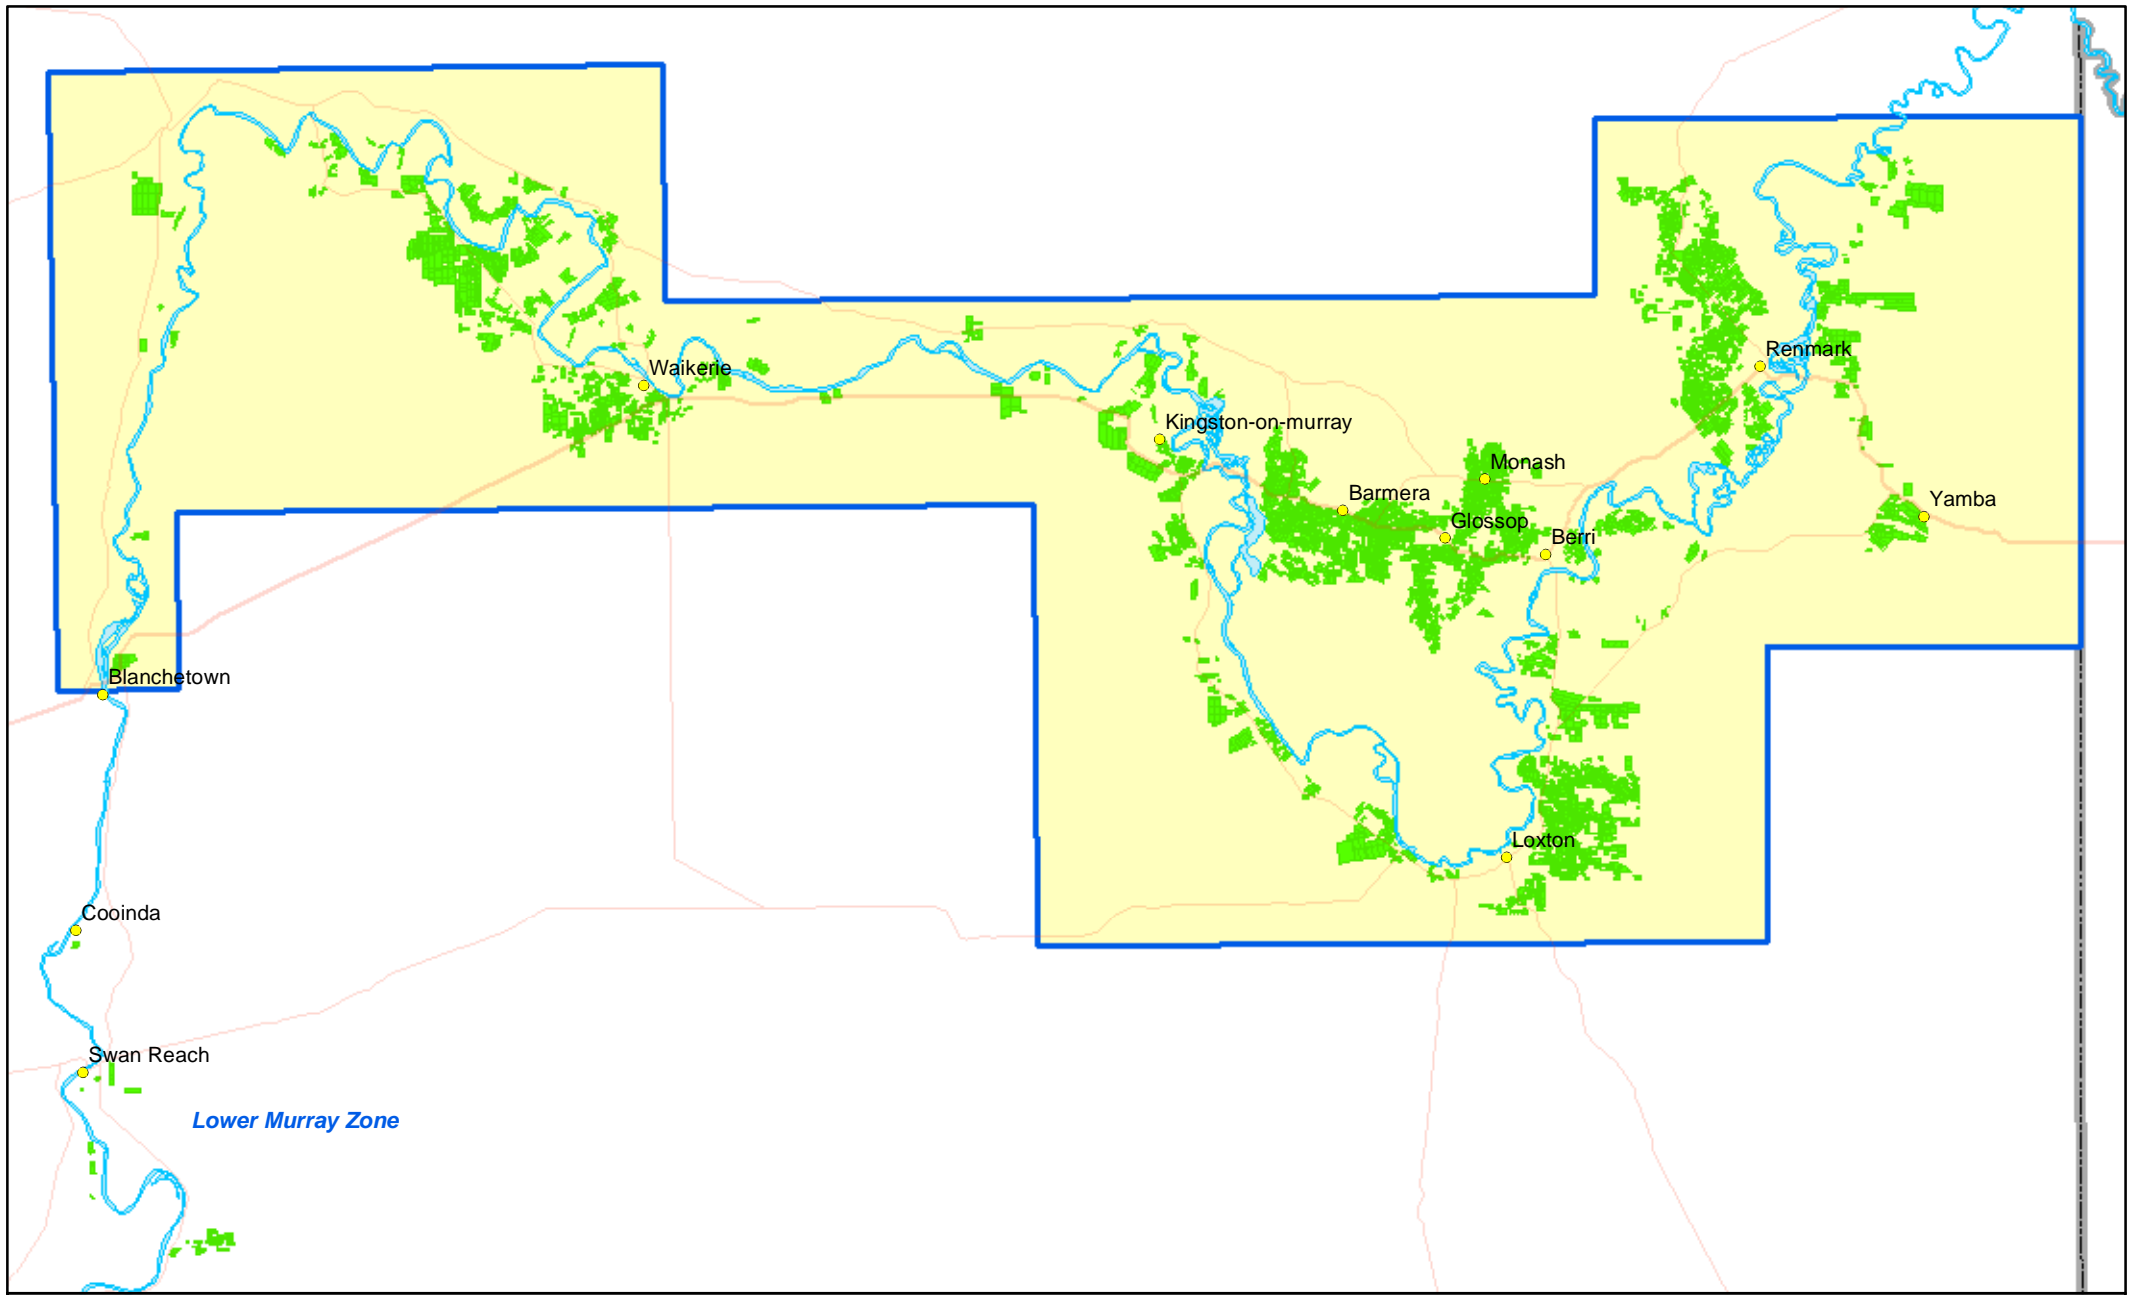 Renmark
Waikerie
Kingston-on-murray
Monash
Barmera
Yamba
Glossop
Berri
Blanchetown
Loxton
Cooinda
Swan Reach
Lower Murray Zone